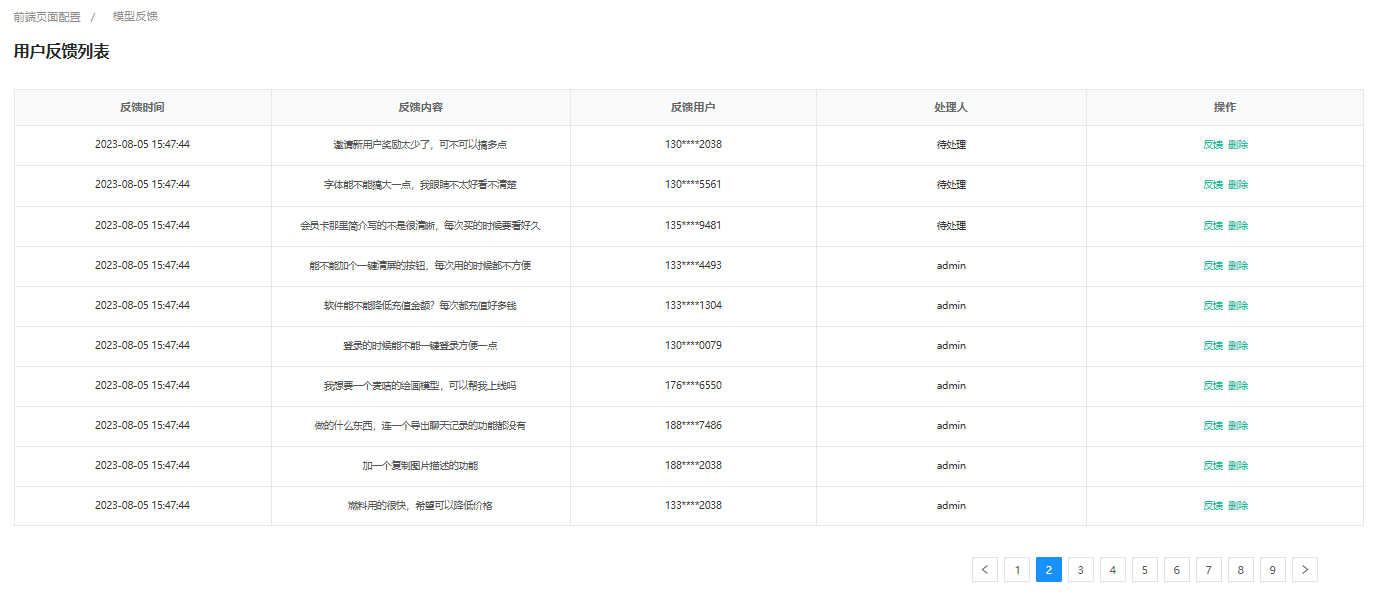 前端页面配置 / 模型反馈
用户反馈列表
反馈时间 反馈内容 反馈用户 处理人 操作
2023-08-05 15:47:44 邀请新用户奖励太少了，可不可以搞多点 130****2038 待处理 反馈 删除
2023-08-05 15:47:44 字体能不能搞大一点，我眼睛不太好看不清楚 130****5561 待处理 反馈 删除
2023-08-05 15:47:44 会员卡那里简介写的不是很清晰，每次买的时候要看好久 135****9481 待处理 反馈 删除
2023-08-05 15:47:44 能不能加个一键清屏的按钮，每次用的时候都不方便 133****4493 admin 反馈 删除
2023-08-05 15:47:44 软件能不能降低充值金额？每次都充值好多钱 133****1304 admin 反馈 删除
2023-08-05 15:47:44 登录的时候能不能一键登录方便一点 130****0079 admin 反馈 删除
2023-08-05 15:47:44 我想要一个麦咭的绘画模型，可以帮我上线吗 176****6550 admin 反馈 删除
2023-08-05 15:47:44 做的什么东西，连一个导出聊天记录的功能都没有 188****7486 admin 反馈 删除
2023-08-05 15:47:44 加一个复制图片描述的功能 188****2038 admin 反馈 删除
2023-08-05 15:47:44 燃料用的很快，希望可以降低价格 133****2038 admin 反馈 删除
< 1 2 3 4 5 6 7 8 9 >